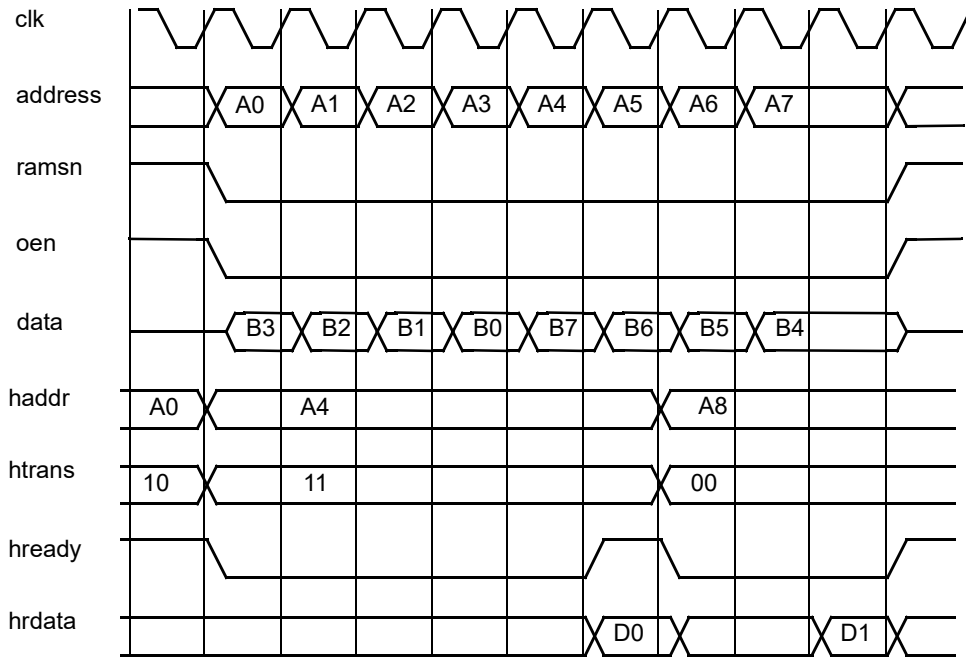 clk
address A0 A1 A2 A3 A4 A5 A6 A7
ramsn
oen
data B3 B2 B1 B0 B7 B6 B5 B4
haddr A0 A4 A8
htrans 10 11 00
hready
hrdata D0 D1